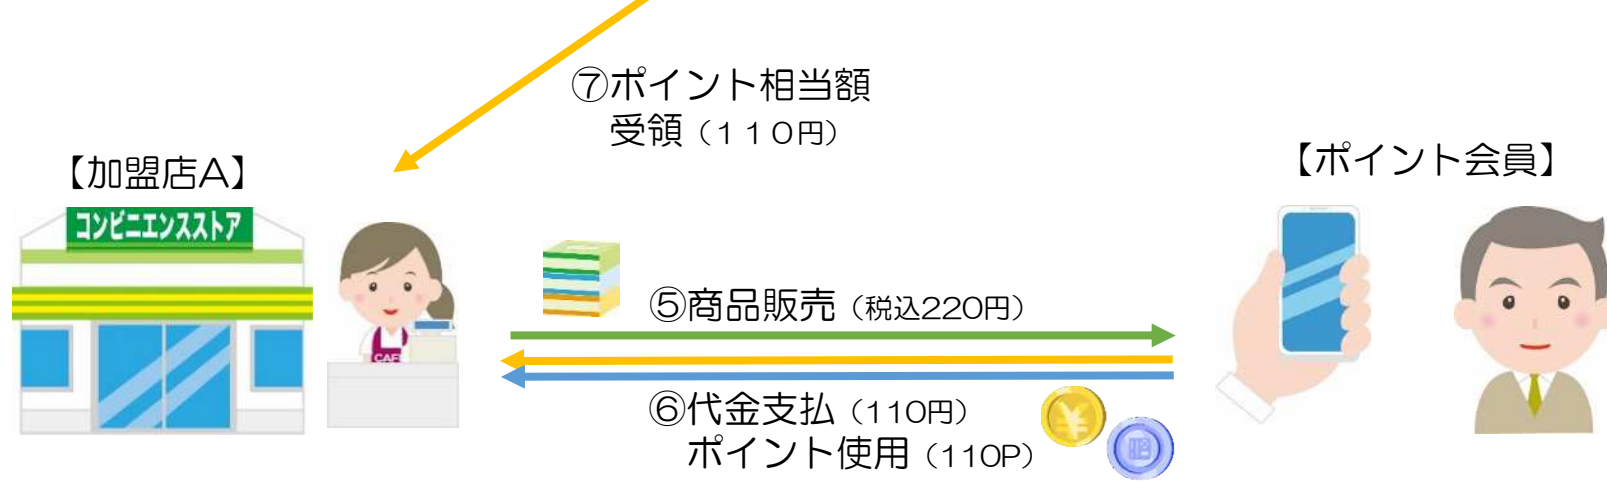 ⑦ポイント相当額
受領（110円）
【加盟店A】
【ポイント会員】
コンビニエンスストア
CAF
⑤商品販売（税込220円）
⑥代金支払（110円）
ポイント使用（110P）